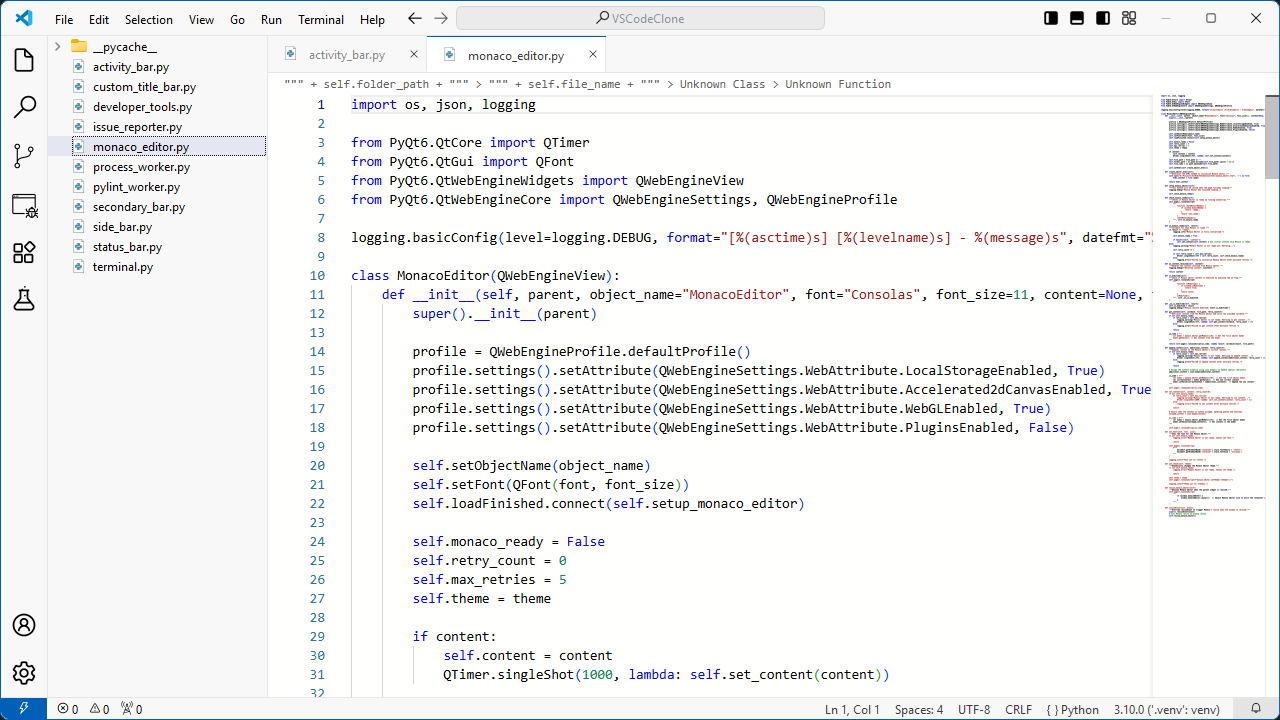 File Edit Selection View Go Run Terminal Help
VSCodeClone
__pycache__
activity_bar.py
custom_title_bar.py
developer_tools.py
issue_reporter.py
monaco_editor.py
process_worker.py
pylint_worker.py
secondary_bar.py
side_bar.py
status_bar.py
terminal.py
activity_bar.py
monaco_editor.py
""" + self.folder_path + """ > """ + self.file_name + """ > Unknown Class > Unknown Function
1 import os, json, logging
2
3 from PyQt6.QtCore import QTimer
4 from PyQt6.QtGui import QFont
5 from PyQt6.QtWebEngineWidgets import QWebEngineView
6 from PyQt6.QtWebEngineCore import QWebEngineSettings, QWebEngineProfile
7
8 logging.basicConfig(level=logging.DEBUG, format="[%(asctime)s] [%(levelname)s] - %(message)s", datefmt="
9
10 class MonacoEditor(QWebEngineView):
11 def __init__(self, parent, object_name="MonacoEditor", font="Consolas", font_size=11, content=None,
12 super().__init__(parent)
13
14 profile = QWebEngineProfile.defaultProfile()
15 profile.settings().setAttribute(QWebEngineSettings.WebAttribute.LocalStorageEnabled, True)
16 profile.settings().setAttribute(QWebEngineSettings.WebAttribute.Accelerated2dCanvasEnabled, True
17 profile.settings().setAttribute(QWebEngineSettings.WebAttribute.WebGLEnabled, True)
18 profile.settings().setAttribute(QWebEngineSettings.WebAttribute.PluginsEnabled, False)
19
20 self.setObjectName(object_name)
21 self.setFont(QFont(font, font_size))
22 self.loadFinished.connect(self.setup_monaco_editor)
23
24 self.monaco_ready = False
25 self.retry_count = 0
26 self.max_retries = 5
27 self.theme = theme
28
29 if content:
30 self.content = content
31 QTimer.singleShot(1000, lambda: self.set_content(content))
32
0 0 0 Ln 1, Col 1 Spaces: 4 UTF-8 CRLF { } Python 3.10.0 ('.venv': venv)